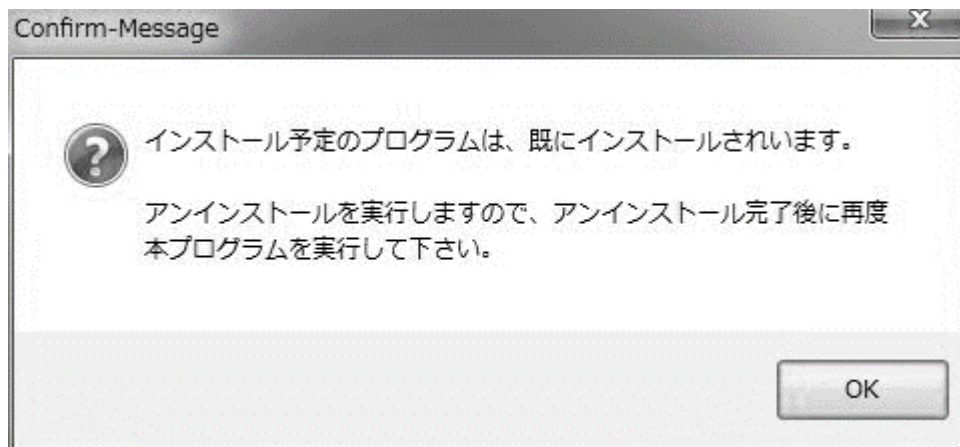 Confirm-Message
インストール予定のプログラムは、既にインストールされいます。
アンインストールを実行しますので、アンインストール完了後に再度
本プログラムを実行して下さい。
OK